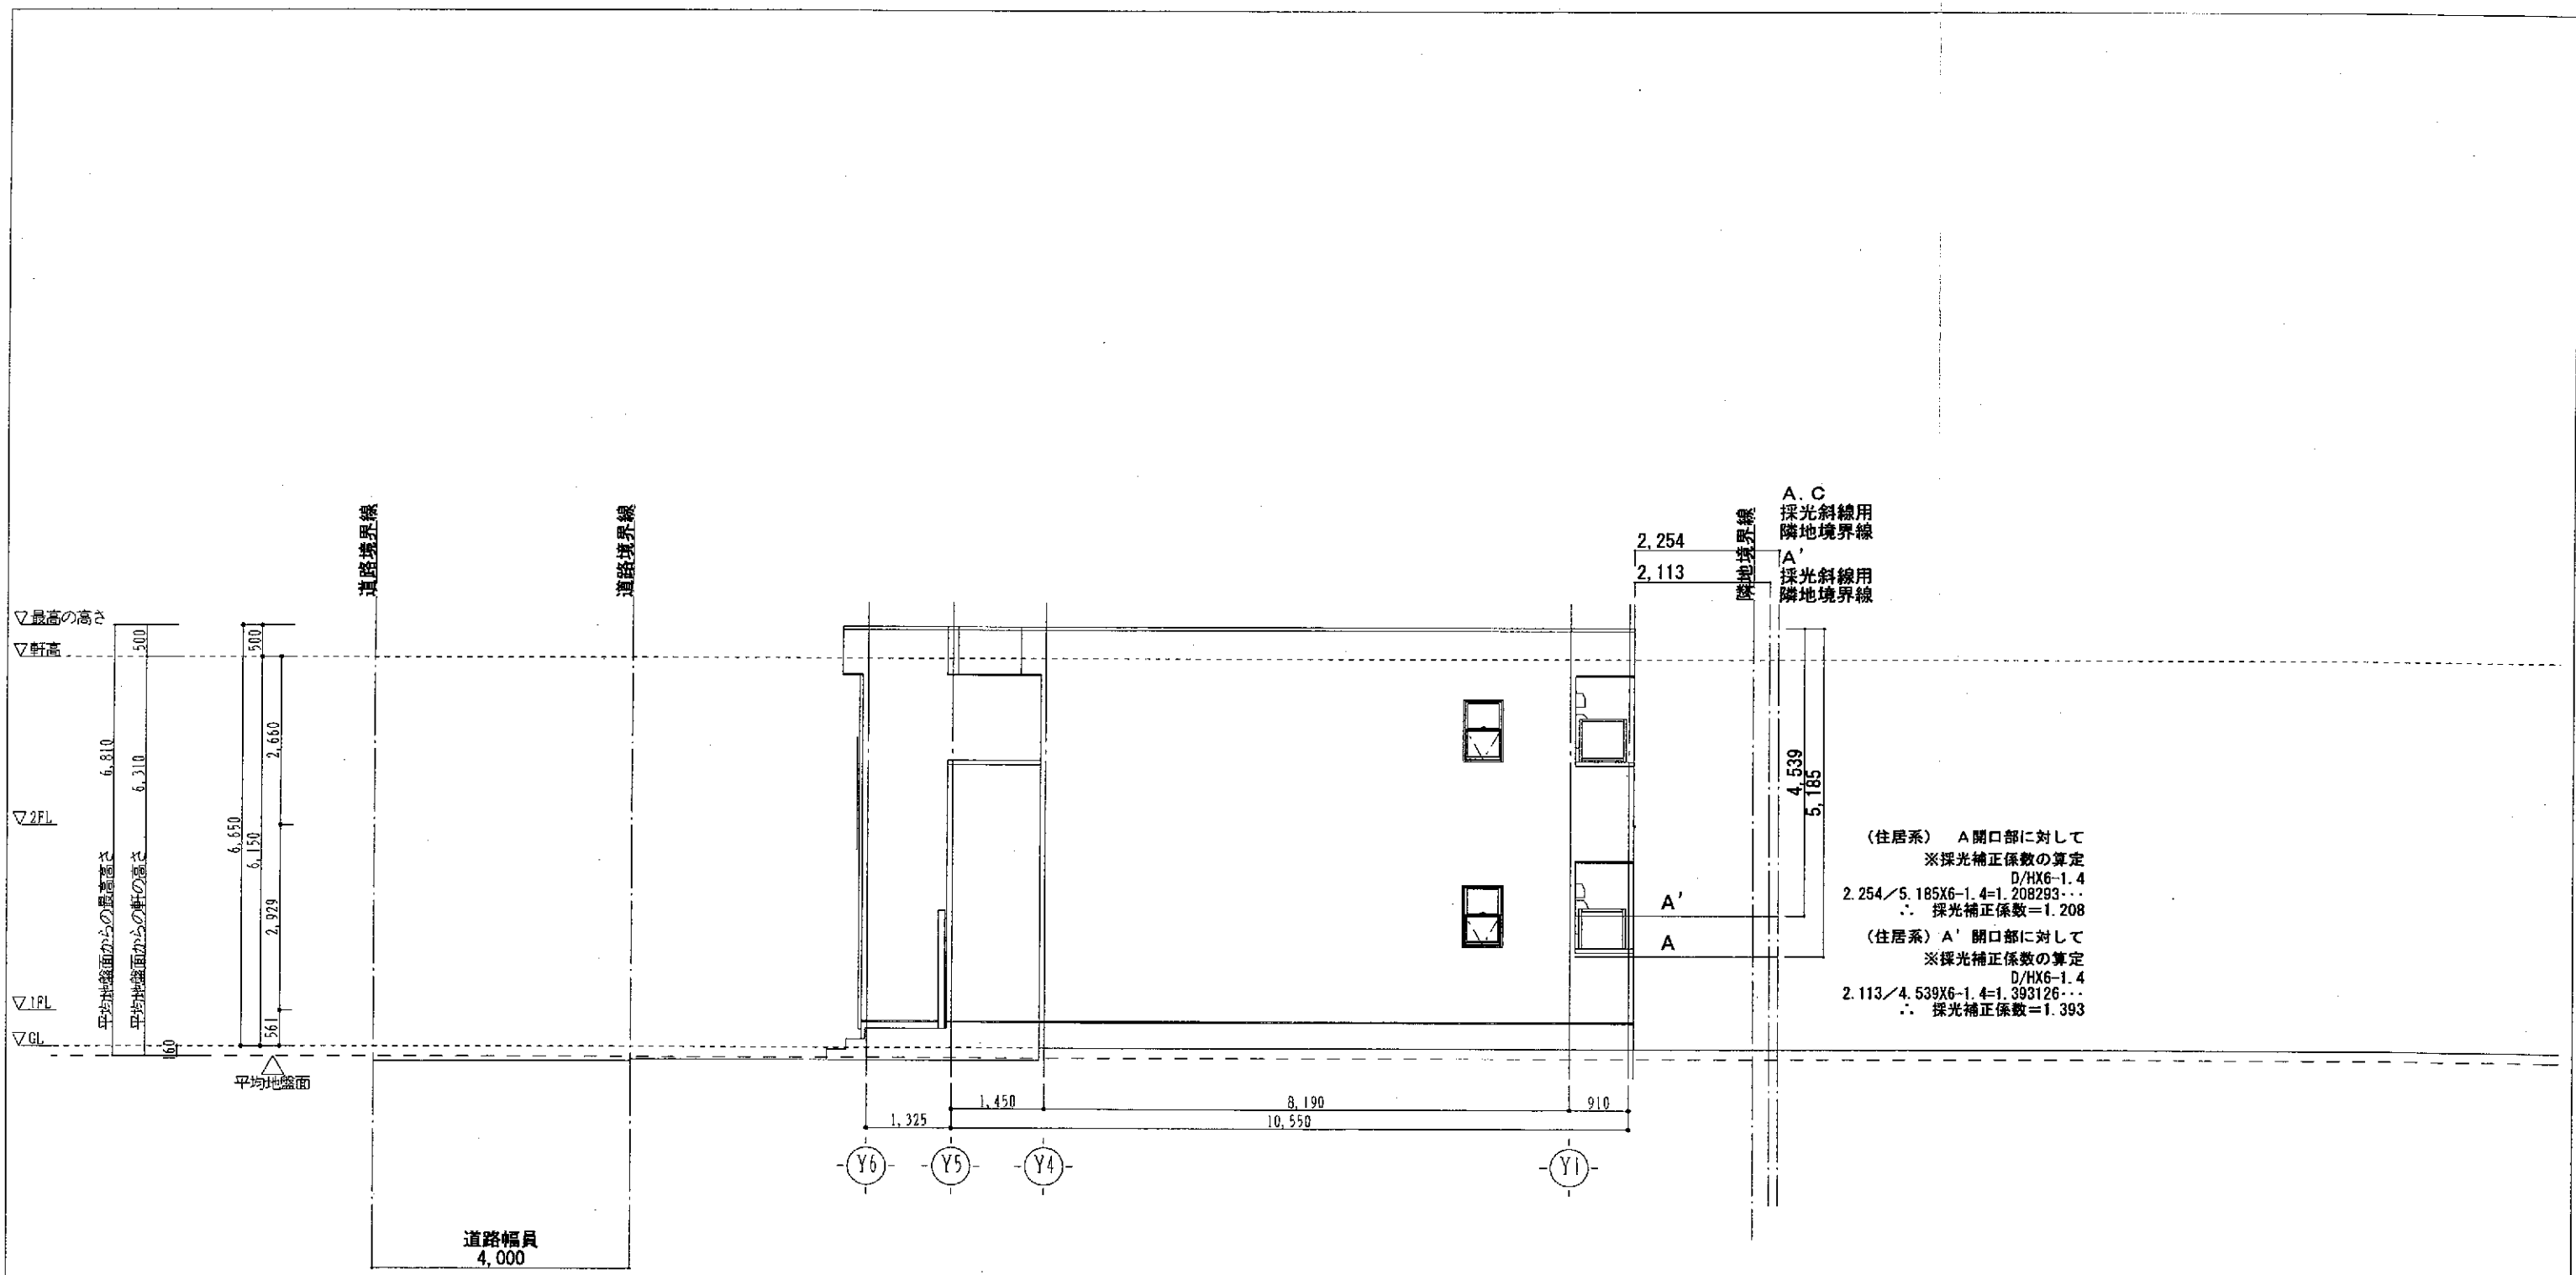 道路境界線
道路境界線
隣地境界線
A.C
採光斜線用
隣地境界線
A'
採光斜線用
隣地境界線
2,254
2,113
▽最高の高さ
▽軒高
▽2FL
▽1FL
▽GL
500
500
6,810
6,310
平均地盤面からの最高高さ
平均地盤面からの軒の高さ
160
6,650
6,150
2,660
2,929
561
平均地盤面
4,539
5,185
A'
A
(住居系) A開口部に対して
※採光補正係数の算定
D/HX6-1.4
2.254/5.185X6-1.4=1.208293···
∴ 採光補正係数=1.208
(住居系) A'開口部に対して
※採光補正係数の算定
D/HX6-1.4
2.113/4.539X6-1.4=1.393126···
∴ 採光補正係数=1.393
1,450
8,190
910
1,325
10,550
Y6
Y5
Y4
Y1
道路幅員
4,000